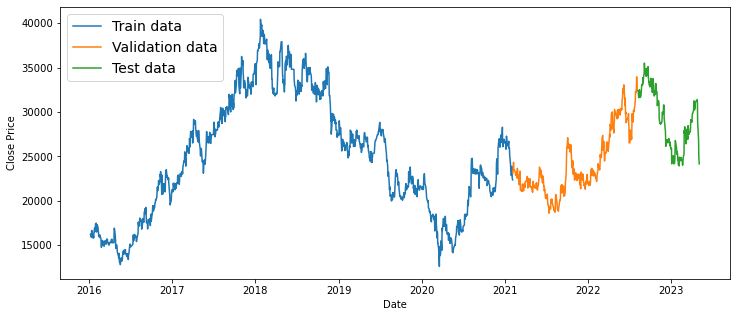 Train data
Validation data
Test data
40000
35000
30000
25000
20000
15000
Close Price
2016
2017
2018
2019
2020
2021
2022
2023
Date